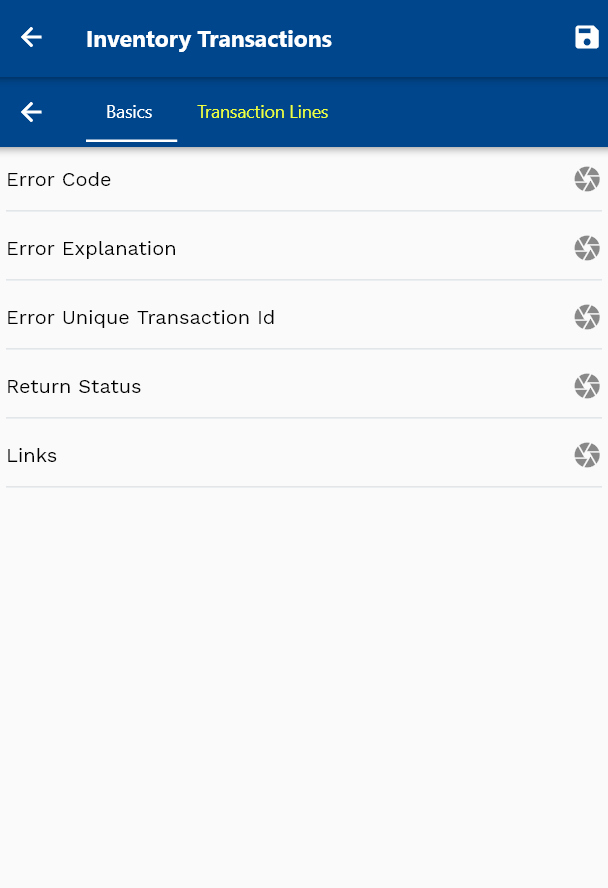 Inventory Transactions
Basics Transaction Lines
Error Code
Error Explanation
Error Unique Transaction Id
Return Status
Links